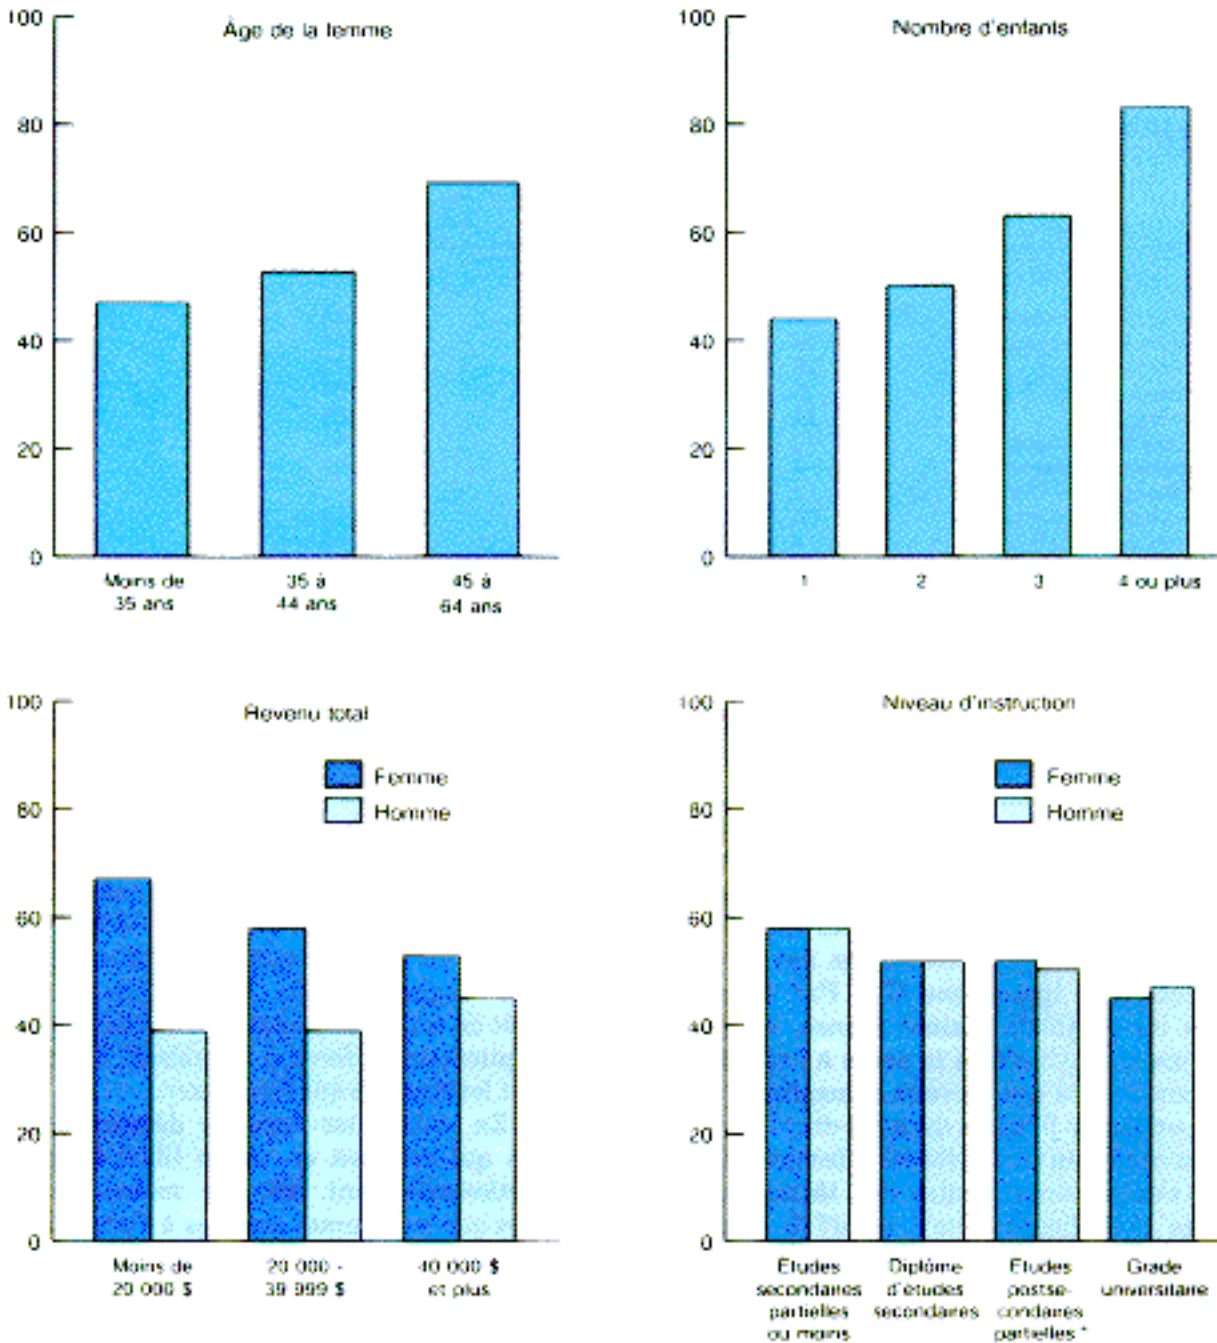 Âge de la femme
100
80
60
40
20
0
Moins de
35 ans
35 à
44 ans
45 à
64 ans
Nombre d'enfants
100
80
60
40
20
0
1
2
3
4 ou plus
Revenu total
Femme
Homme
100
80
60
40
20
0
Moins de
20 000 $
20 000 -
39 999 $
40 000 $
et plus
Niveau d'instruction
Femme
Homme
100
80
60
40
20
0
Études
secondaires
partielles
ou moins
Diplôme
d'études
secondaires
Études
postse-
condaires
partielles *
Grade
universitaire